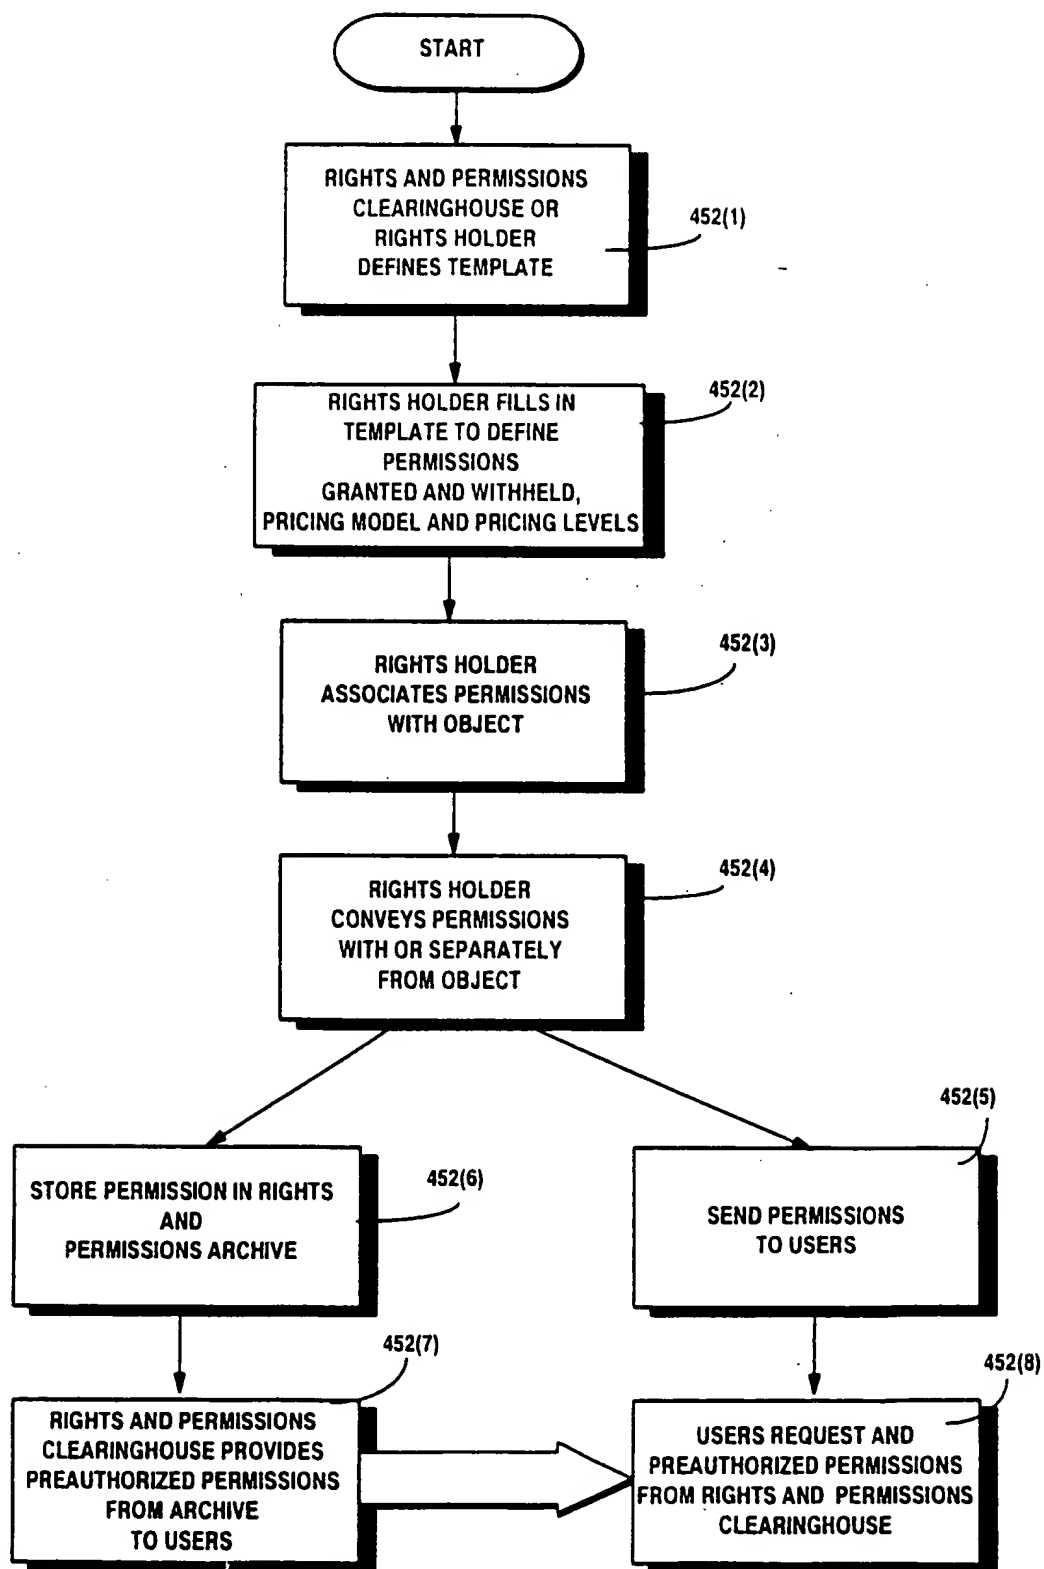 START
RIGHTS AND PERMISSIONS
CLEARINGHOUSE OR
RIGHTS HOLDER
DEFINES TEMPLATE
452(1)
RIGHTS HOLDER FILLS IN
TEMPLATE TO DEFINE
PERMISSIONS
GRANTED AND WITHHELD,
PRICING MODEL AND PRICING LEVELS
452(2)
RIGHTS HOLDER
ASSOCIATES PERMISSIONS
WITH OBJECT
452(3)
RIGHTS HOLDER
CONVEYS PERMISSIONS
WITH OR SEPARATELY
FROM OBJECT
452(4)
STORE PERMISSION IN RIGHTS
AND
PERMISSIONS ARCHIVE
452(6)
SEND PERMISSIONS
TO USERS
452(5)
RIGHTS AND PERMISSIONS
CLEARINGHOUSE PROVIDES
PREAUTHORIZED PERMISSIONS
FROM ARCHIVE
TO USERS
452(7)
USERS REQUEST AND
PREAUTHORIZED PERMISSIONS
FROM RIGHTS AND PERMISSIONS
CLEARINGHOUSE
452(8)